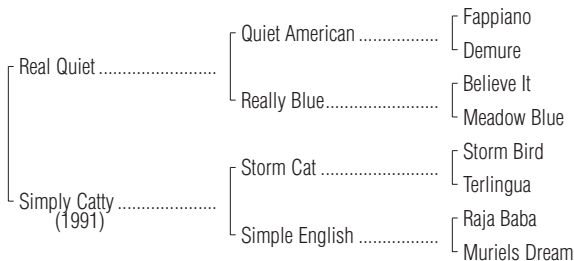 Fappiano
Quiet American ..................
Demure
Real Quiet ...........................
Believe It
Really Blue.........................
Meadow Blue
Storm Bird
Storm Cat ..........................
Terlingua
Simply Catty ......................
(1991)
Raja Baba
Simple English ..................
Muriels Dream